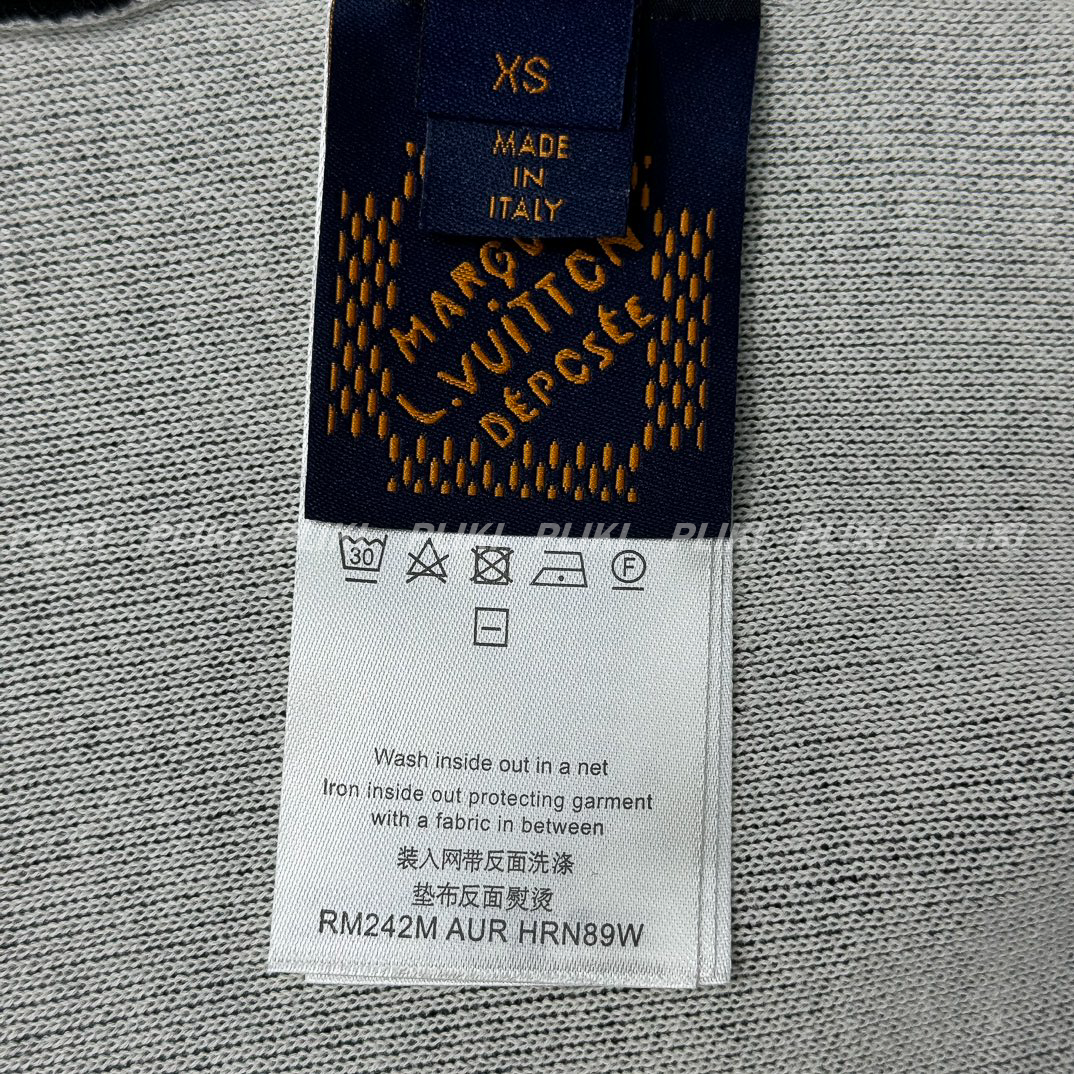 XS
MADE
IN
ITALY
L.VUITTON
DÉPOSÉE
30
F
Wash inside out in a net
Iron inside out protecting garment
with a fabric in between
装入网带反面洗涤
垫布反面熨烫
RM242M AUR HRN89W